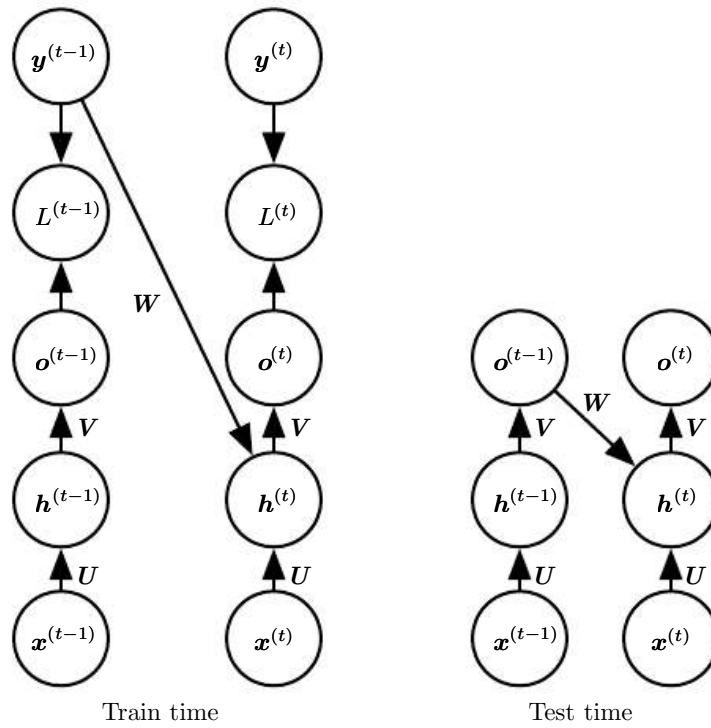 y^(t−1) y^(t)
L^(t−1) L^(t)
W
o^(t−1) o^(t) o^(t−1) o^(t)
W
V V V V
h^(t−1) h^(t) h^(t−1) h^(t)
U U U U
x^(t−1) x^(t) x^(t−1) x^(t)
Train time Test time